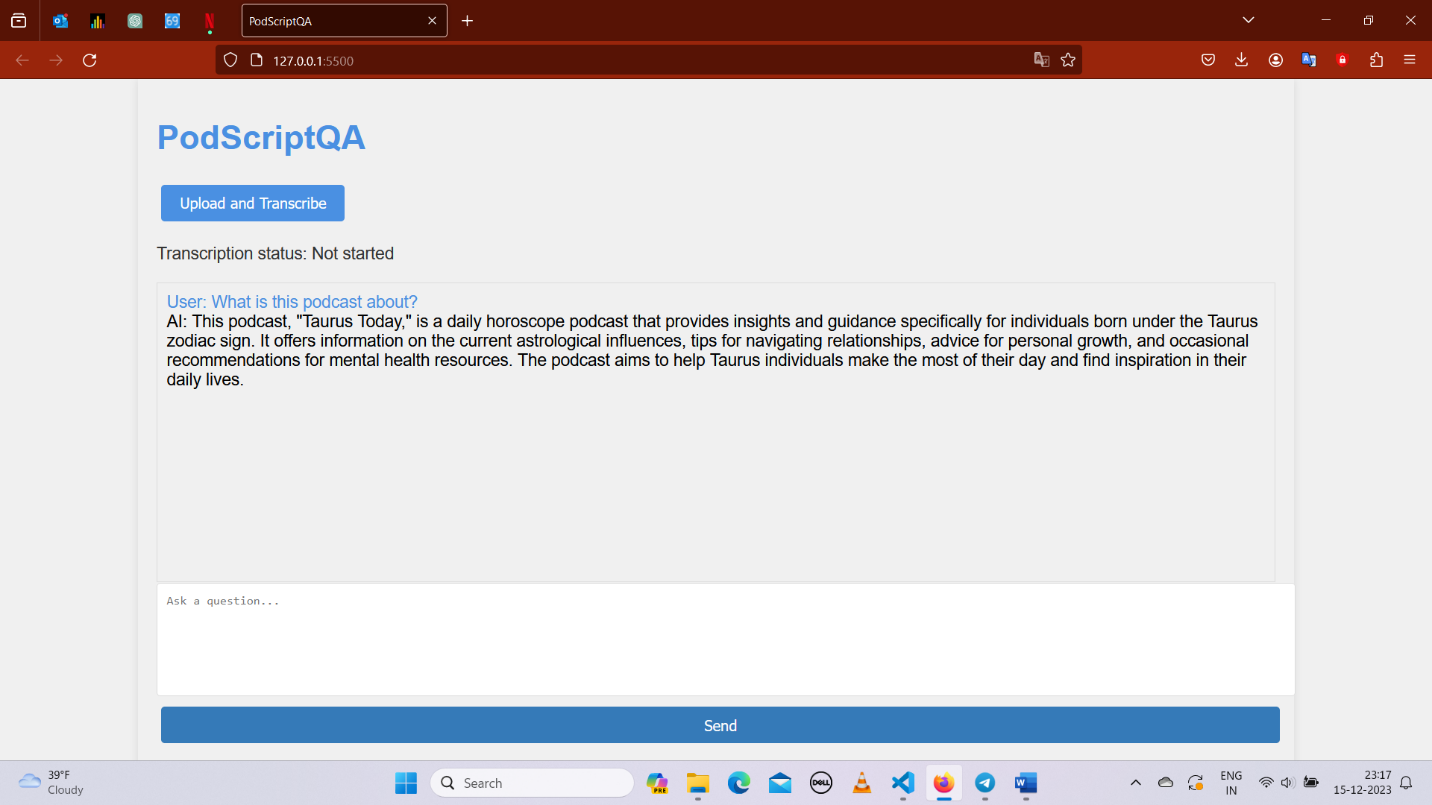 69
PodScriptQA
127.0.0.1:5500
PodScriptQA
Upload and Transcribe
Transcription status: Not started
User: What is this podcast about?
AI: This podcast, "Taurus Today," is a daily horoscope podcast that provides insights and guidance specifically for individuals born under the Taurus
zodiac sign. It offers information on the current astrological influences, tips for navigating relationships, advice for personal growth, and occasional
recommendations for mental health resources. The podcast aims to help Taurus individuals make the most of their day and find inspiration in their
daily lives.
Ask a question...
Send
39°F
Cloudy
Search
PRE
DELL
W
ENG
IN
23:17
15-12-2023